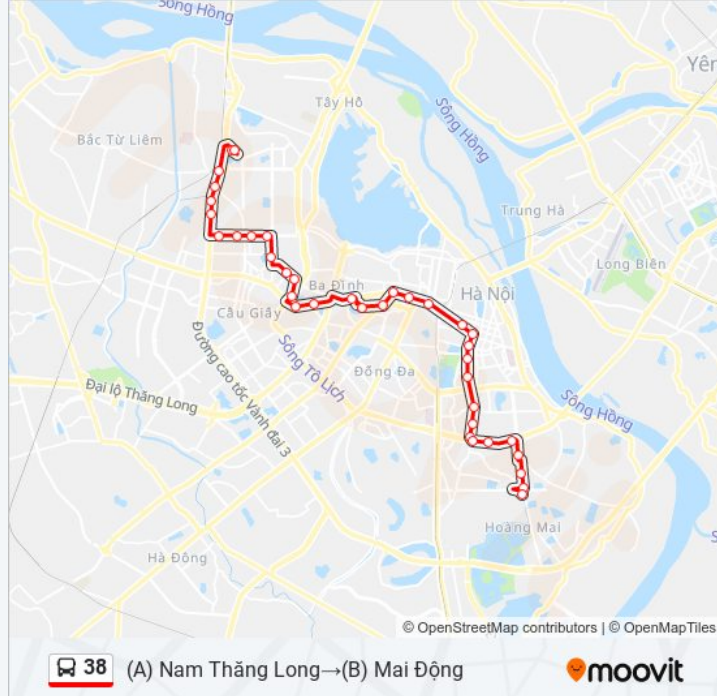 Sông Hồng
Yên
Tây Hồ
Bắc Từ Liêm
Sông Hồng
Trung Hà
Long Biên
Ba Đình
Hà Nội
Cầu Giấy
Đường cao tốc Vành đai 3
Sông Tô Lịch
Đống Đa
Đại lộ Thăng Long
Sông Hồng
Hoàng Mai
Hà Đông
S
© OpenStreetMap contributors | © OpenMapTiles
38 (A) Nam Thăng Long→(B) Mai Động
moovit